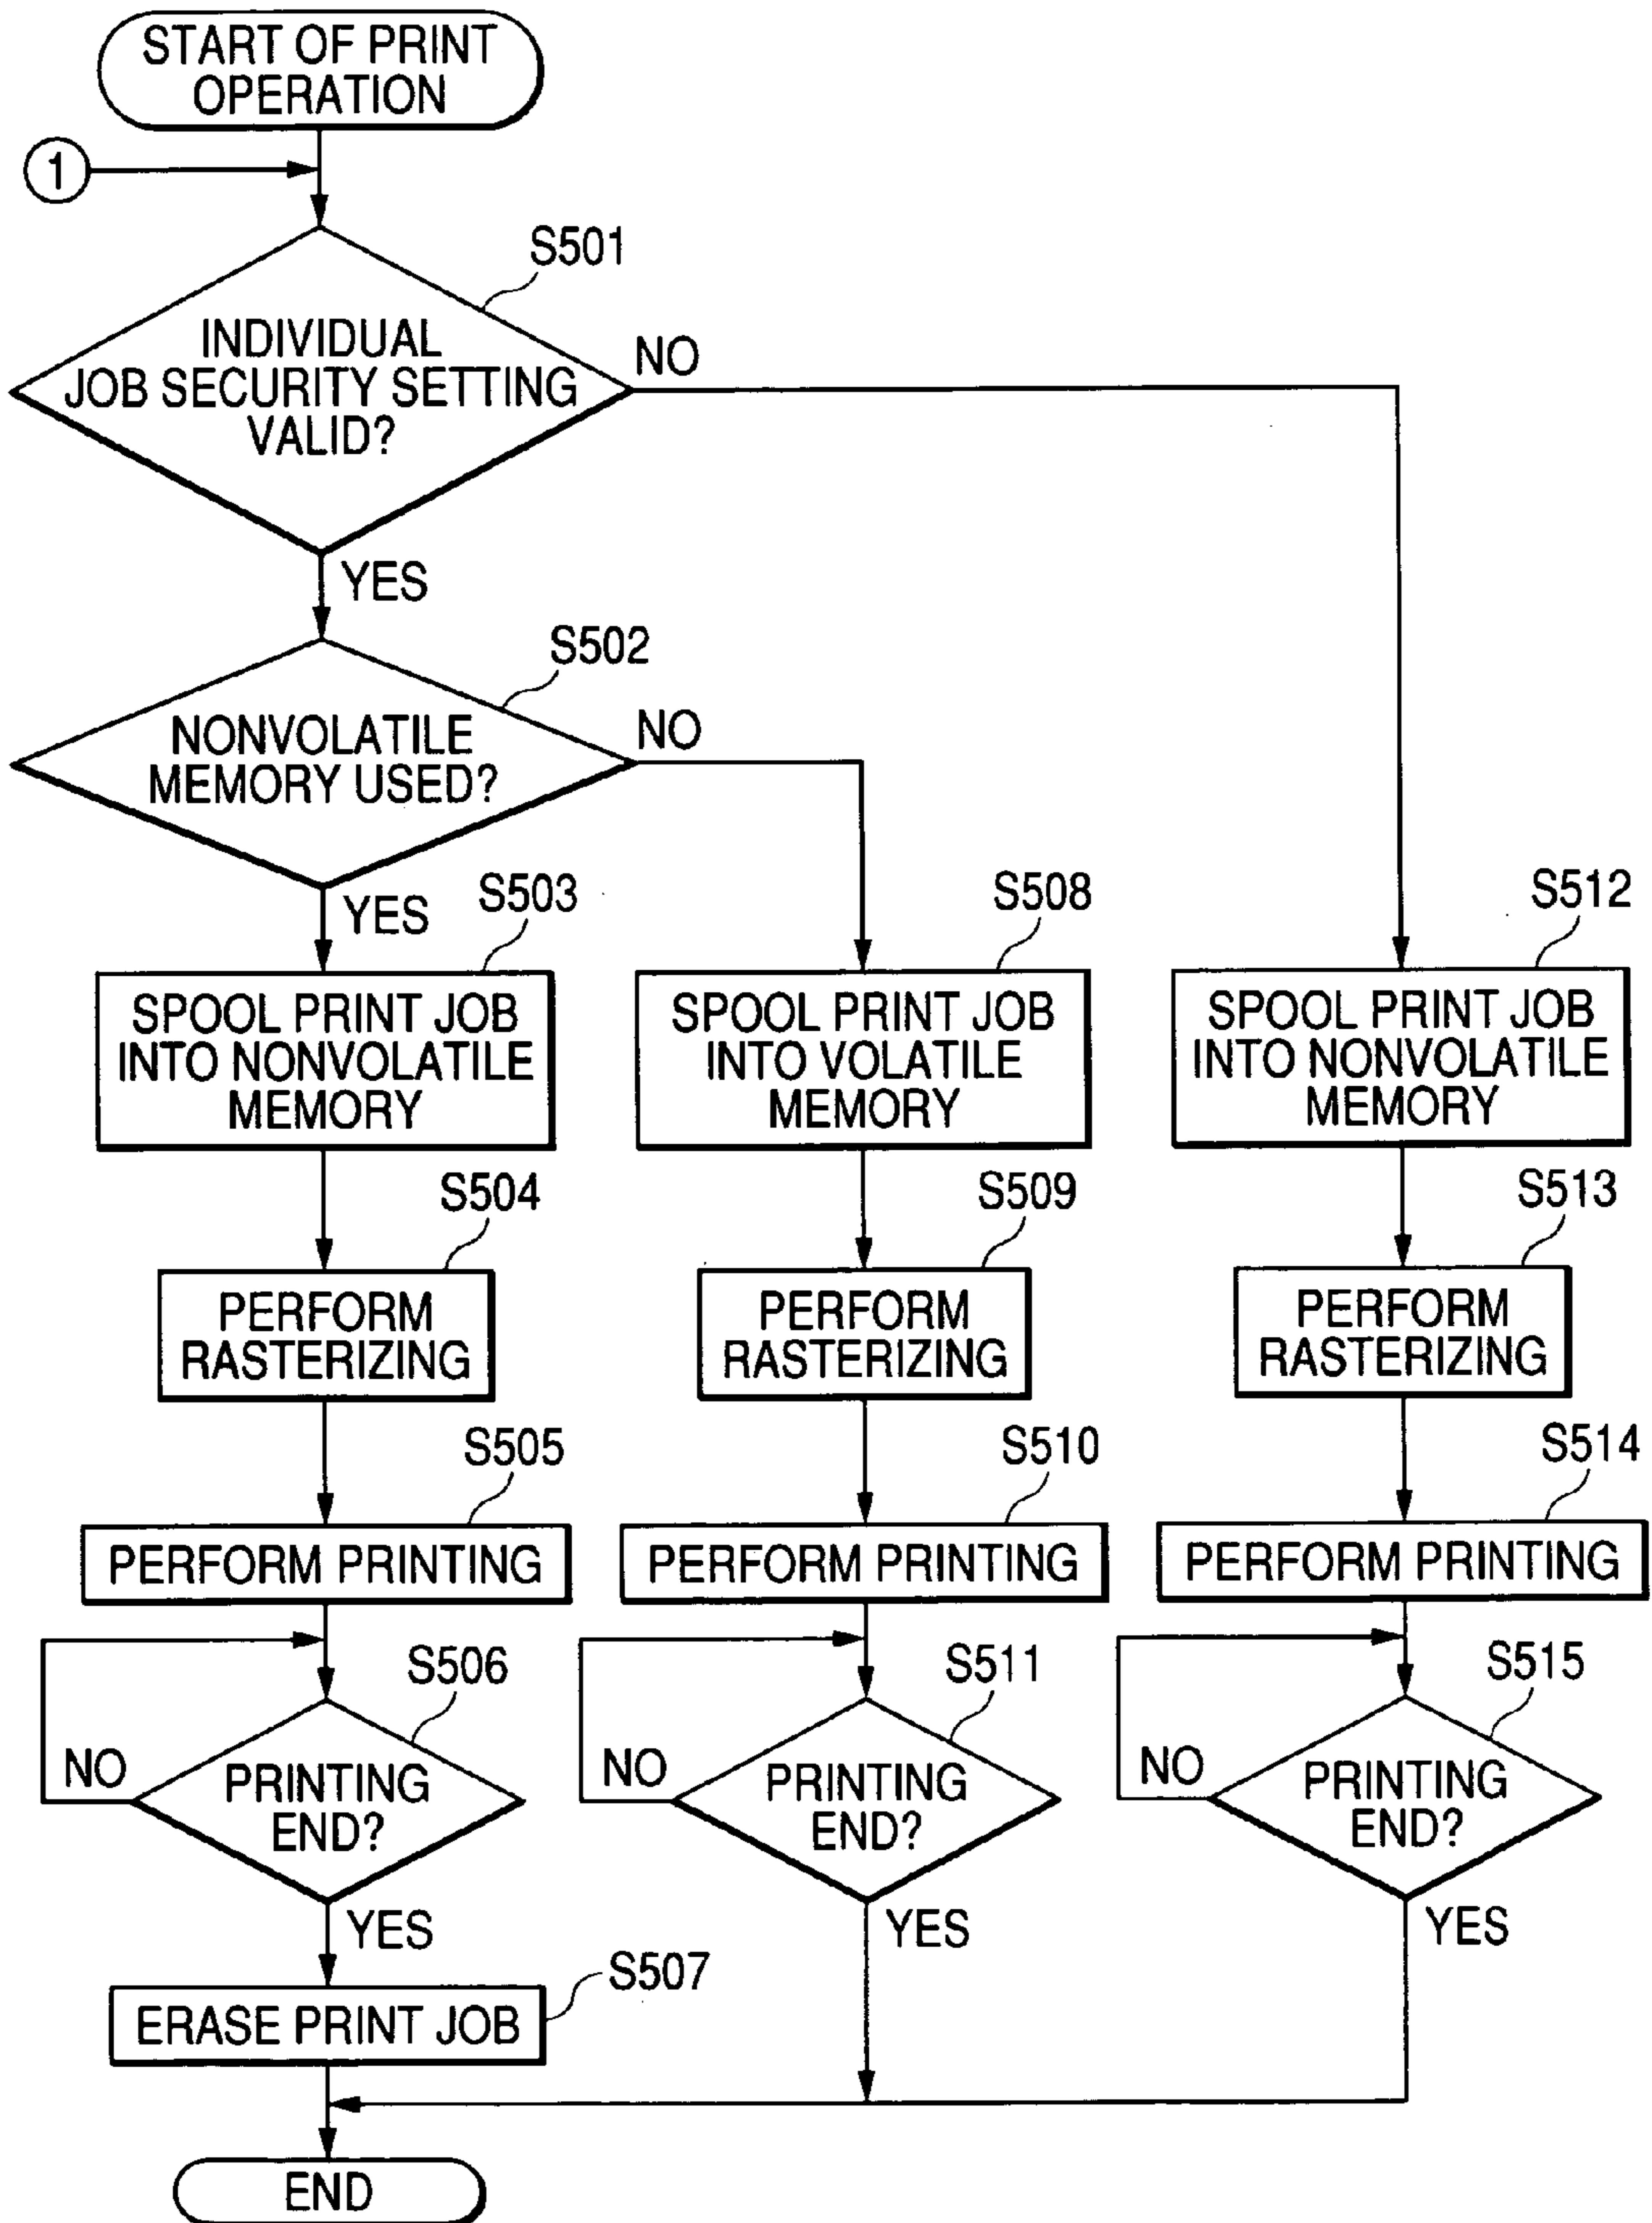 START OF PRINT
OPERATION
1
S501
INDIVIDUAL
JOB SECURITY SETTING
VALID?
NO
YES
S502
NONVOLATILE
MEMORY USED?
NO
YES
S503
SPOOL PRINT JOB
INTO NONVOLATILE
MEMORY
S508
SPOOL PRINT JOB
INTO VOLATILE
MEMORY
S512
SPOOL PRINT JOB
INTO NONVOLATILE
MEMORY
S504
PERFORM
RASTERIZING
S509
PERFORM
RASTERIZING
S513
PERFORM
RASTERIZING
S505
PERFORM PRINTING
S510
PERFORM PRINTING
S514
PERFORM PRINTING
S506
NO
PRINTING
END?
YES
S511
NO
PRINTING
END?
YES
S515
NO
PRINTING
END?
YES
S507
ERASE PRINT JOB
END